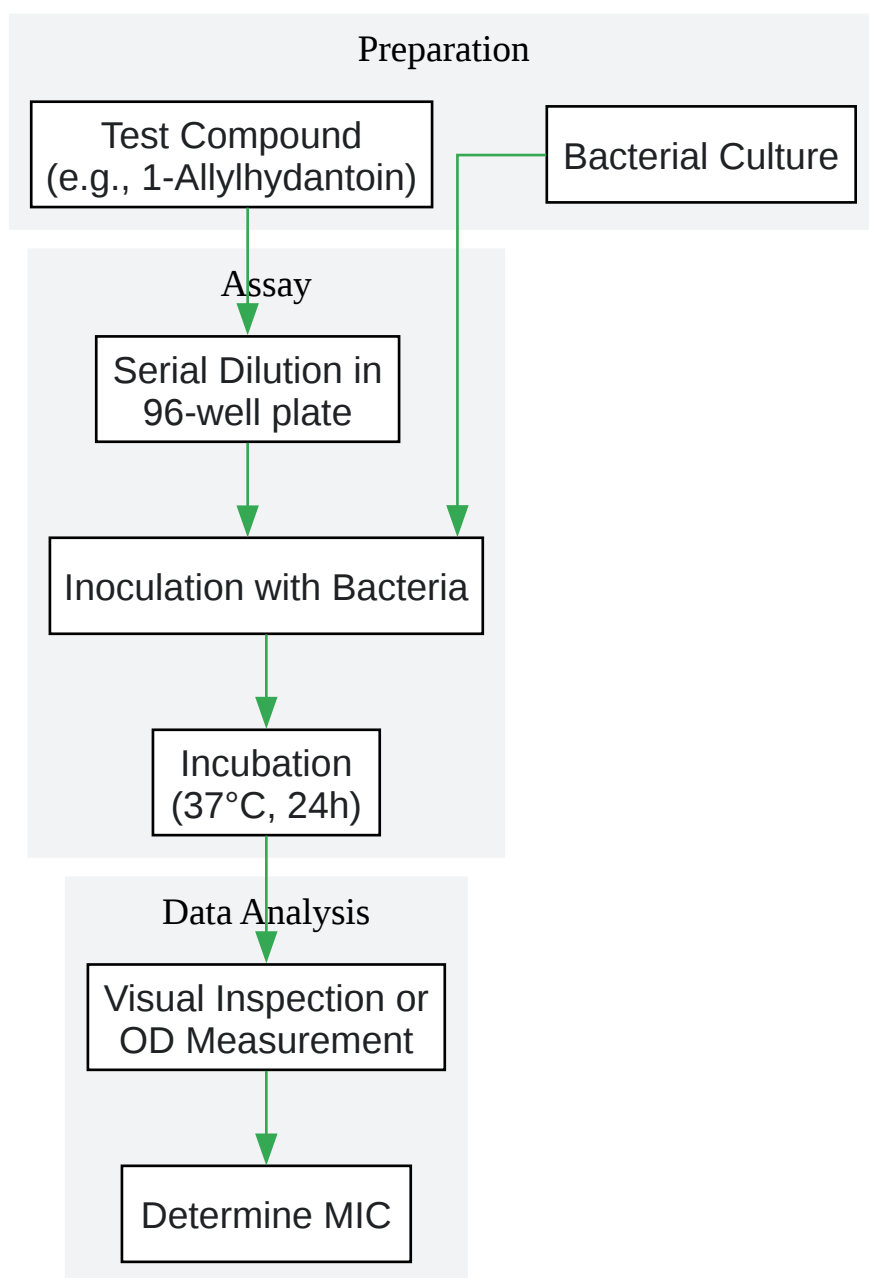 Preparation
Test Compound
(e.g., 1-Allylhydantoin)
Bacterial Culture
Assay
Serial Dilution in
96-well plate
Inoculation with Bacteria
Incubation
(37°C, 24h)
Data Analysis
Visual Inspection or
OD Measurement
Determine MIC